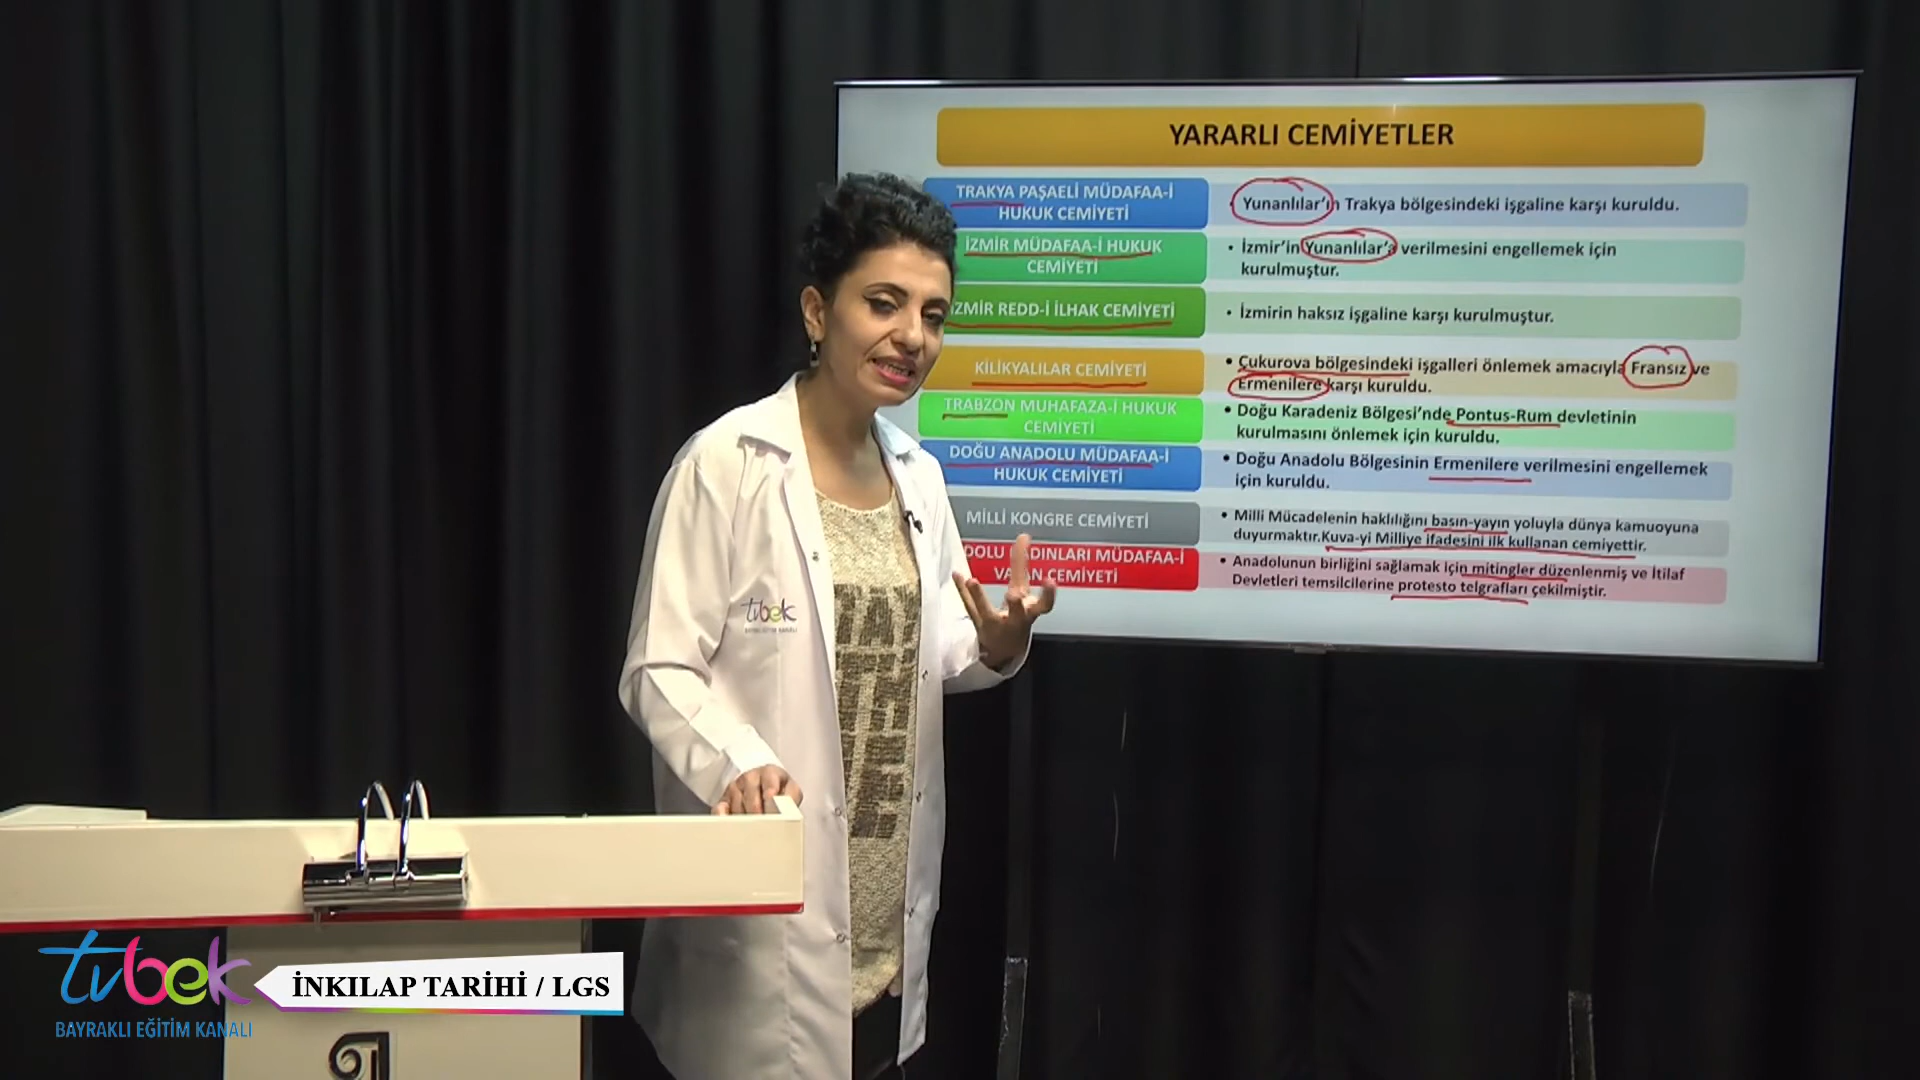 YARARLI CEMİYETLER
TRAKYA PAŞAELİ MÜDAFAA-İ
HUKUK CEMİYETİ
Yunanlılar'ın Trakya bölgesindeki işgaline karşı kuruldu.
İZMİR MÜDAFAA-İ HUKUK
CEMİYETİ
• İzmir'in Yunanlılar'a verilmesini engellemek için
kurulmuştur.
İZMİR REDD-İ İLHAK CEMİYETİ
• İzmirin haksız işgaline karşı kurulmuştur.
KİLİKYALILAR CEMİYETİ
• Çukurova bölgesindeki işgalleri önlemek amacıyla Fransız ve
Ermenilere karşı kuruldu.
TRABZON MUHAFAZA-İ HUKUK
CEMİYETİ
• Doğu Karadeniz Bölgesi'nde Pontus-Rum devletinin
kurulmasını önlemek için kuruldu.
DOĞU ANADOLU MÜDAFAA-İ
HUKUK CEMİYETİ
• Doğu Anadolu Bölgesinin Ermenilere verilmesini engellemek
için kuruldu.
MİLLİ KONGRE CEMİYETİ
• Milli Mücadelenin haklılığını basın-yayın yoluyla dünya kamuoyuna
duyurmaktır.Kuva-yi Milliye ifadesini ilk kullanan cemiyettir.
DOLU KADINLARI MÜDAFAA-İ
VATAN CEMİYETİ
• Anadolunun birliğini sağlamak için mitingler düzenlenmiş ve İtilaf
Devletleri temsilcilerine protesto telgrafları çekilmiştir.
tvbek
tvbek
BAYRAKLI EĞİTİM KANALI
İNKILAP TARİHİ / LGS